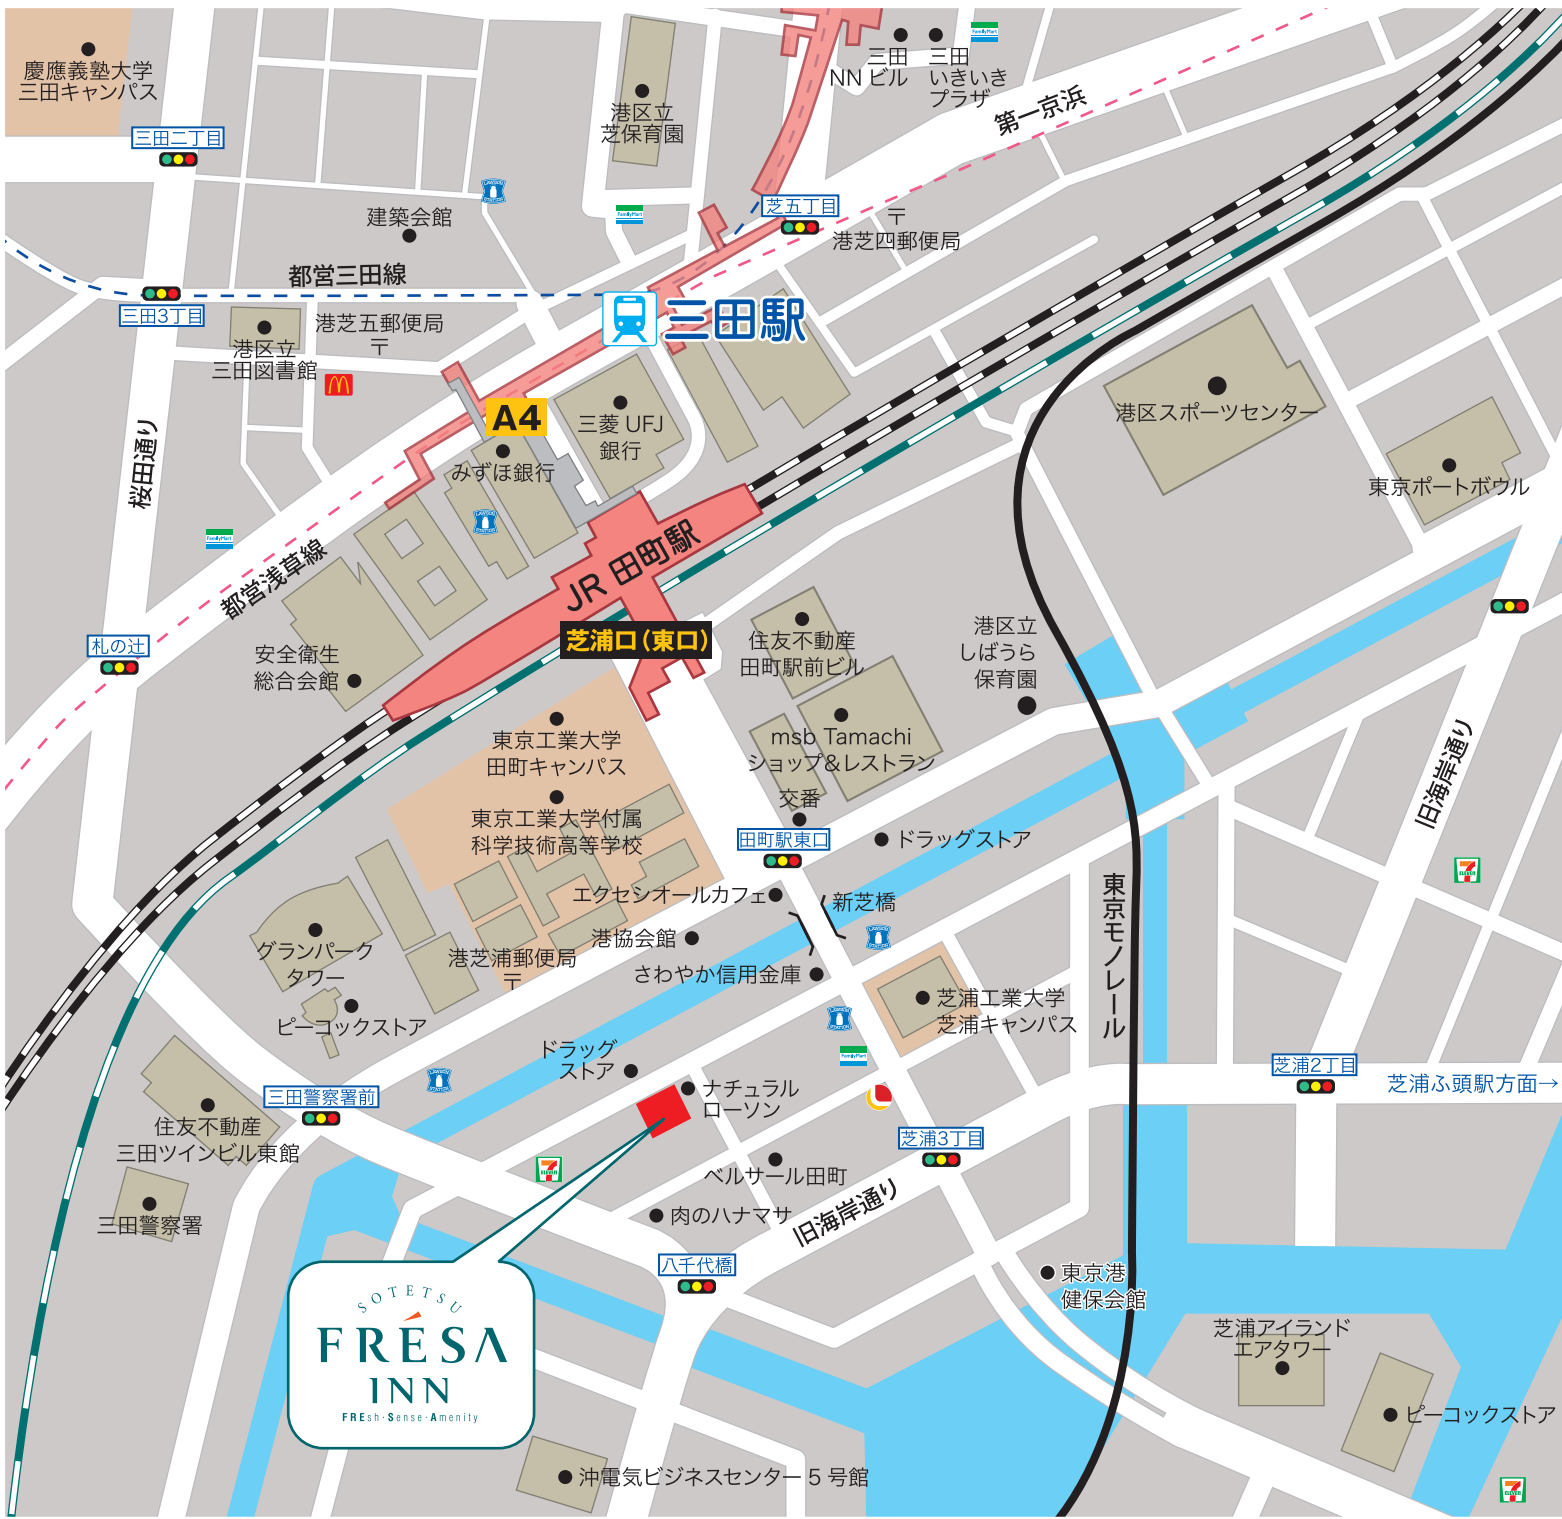 慶應義塾大学
三田キャンパス
三田二丁目
港区立
芝保育園
三田
NN ビル
三田
いきいき
プラザ
FamilyMart
第一京浜
LAWSON
STATION
FamilyMart
芝五丁目
〒
港芝四郵便局
建築会館
都営三田線
三田3丁目
港芝五郵便局
〒
港区立
三田図書館
三田駅
A4
三菱 UFJ
銀行
みずほ銀行
港区スポーツセンター
東京ポートボウル
桜田通り
FamilyMart
LAWSON
STATION
都営浅草線
JR 田町駅
芝浦口(東口)
札の辻
安全衛生
総合会館
住友不動産
田町駅前ビル
港区立
しばうら
保育園
東京工業大学
田町キャンパス
msb Tamachi
ショップ&レストラン
交番
東京工業大学付属
科学技術高等学校
田町駅東口
ドラッグストア
旧海岸通り
7
ELEVEN
エクセシオールカフェ
新芝橋
東京モノレール
港協会館
LAWSON
STATION
グランパーク
タワー
港芝浦郵便局
〒
さわやか信用金庫
芝浦工業大学
芝浦キャンパス
ピーコックストア
LAWSON
STATION
FamilyMart
ドラッグ
ストア
ナチュラル
ローソン
LAWSON
STATION
三田警察署前
芝浦2丁目
芝浦ふ頭駅方面→
住友不動産
三田ツインビル東館
芝浦3丁目
7
ELEVEN
ベルサール田町
三田警察署
肉のハナマサ
旧海岸通り
八千代橋
東京港
健保会館
SOTETSU
FRÉSA
INN
FREsh・Sense・Amenity
芝浦アイランド
エアタワー
ピーコックストア
沖電気ビジネスセンター5号館
7
ELEVEN